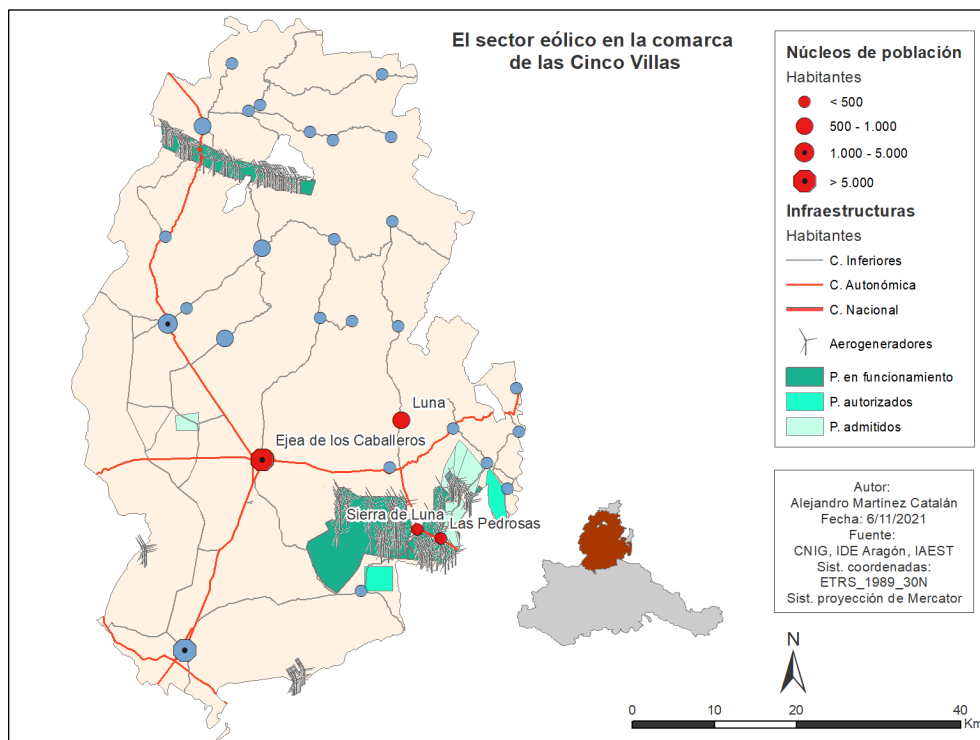 El sector eólico en la comarca
de las Cinco Villas
Luna
Ejea de los Caballeros
Sierra de Luna
Las Pedrosas
Núcleos de población
Habitantes
< 500
500 - 1.000
1.000 - 5.000
> 5.000
Infraestructuras
Habitantes
C. Inferiores
C. Autonómica
C. Nacional
Aerogeneradores
P. en funcionamiento
P. autorizados
P. admitidos
Autor:
Alejandro Martínez Catalán
Fecha: 6/11/2021
Fuente:
CNIG, IDE Aragón, IAEST
Sist. coordenadas:
ETRS_1989_30N
Sist. proyección de Mercator
N
0 10 20 40
Km